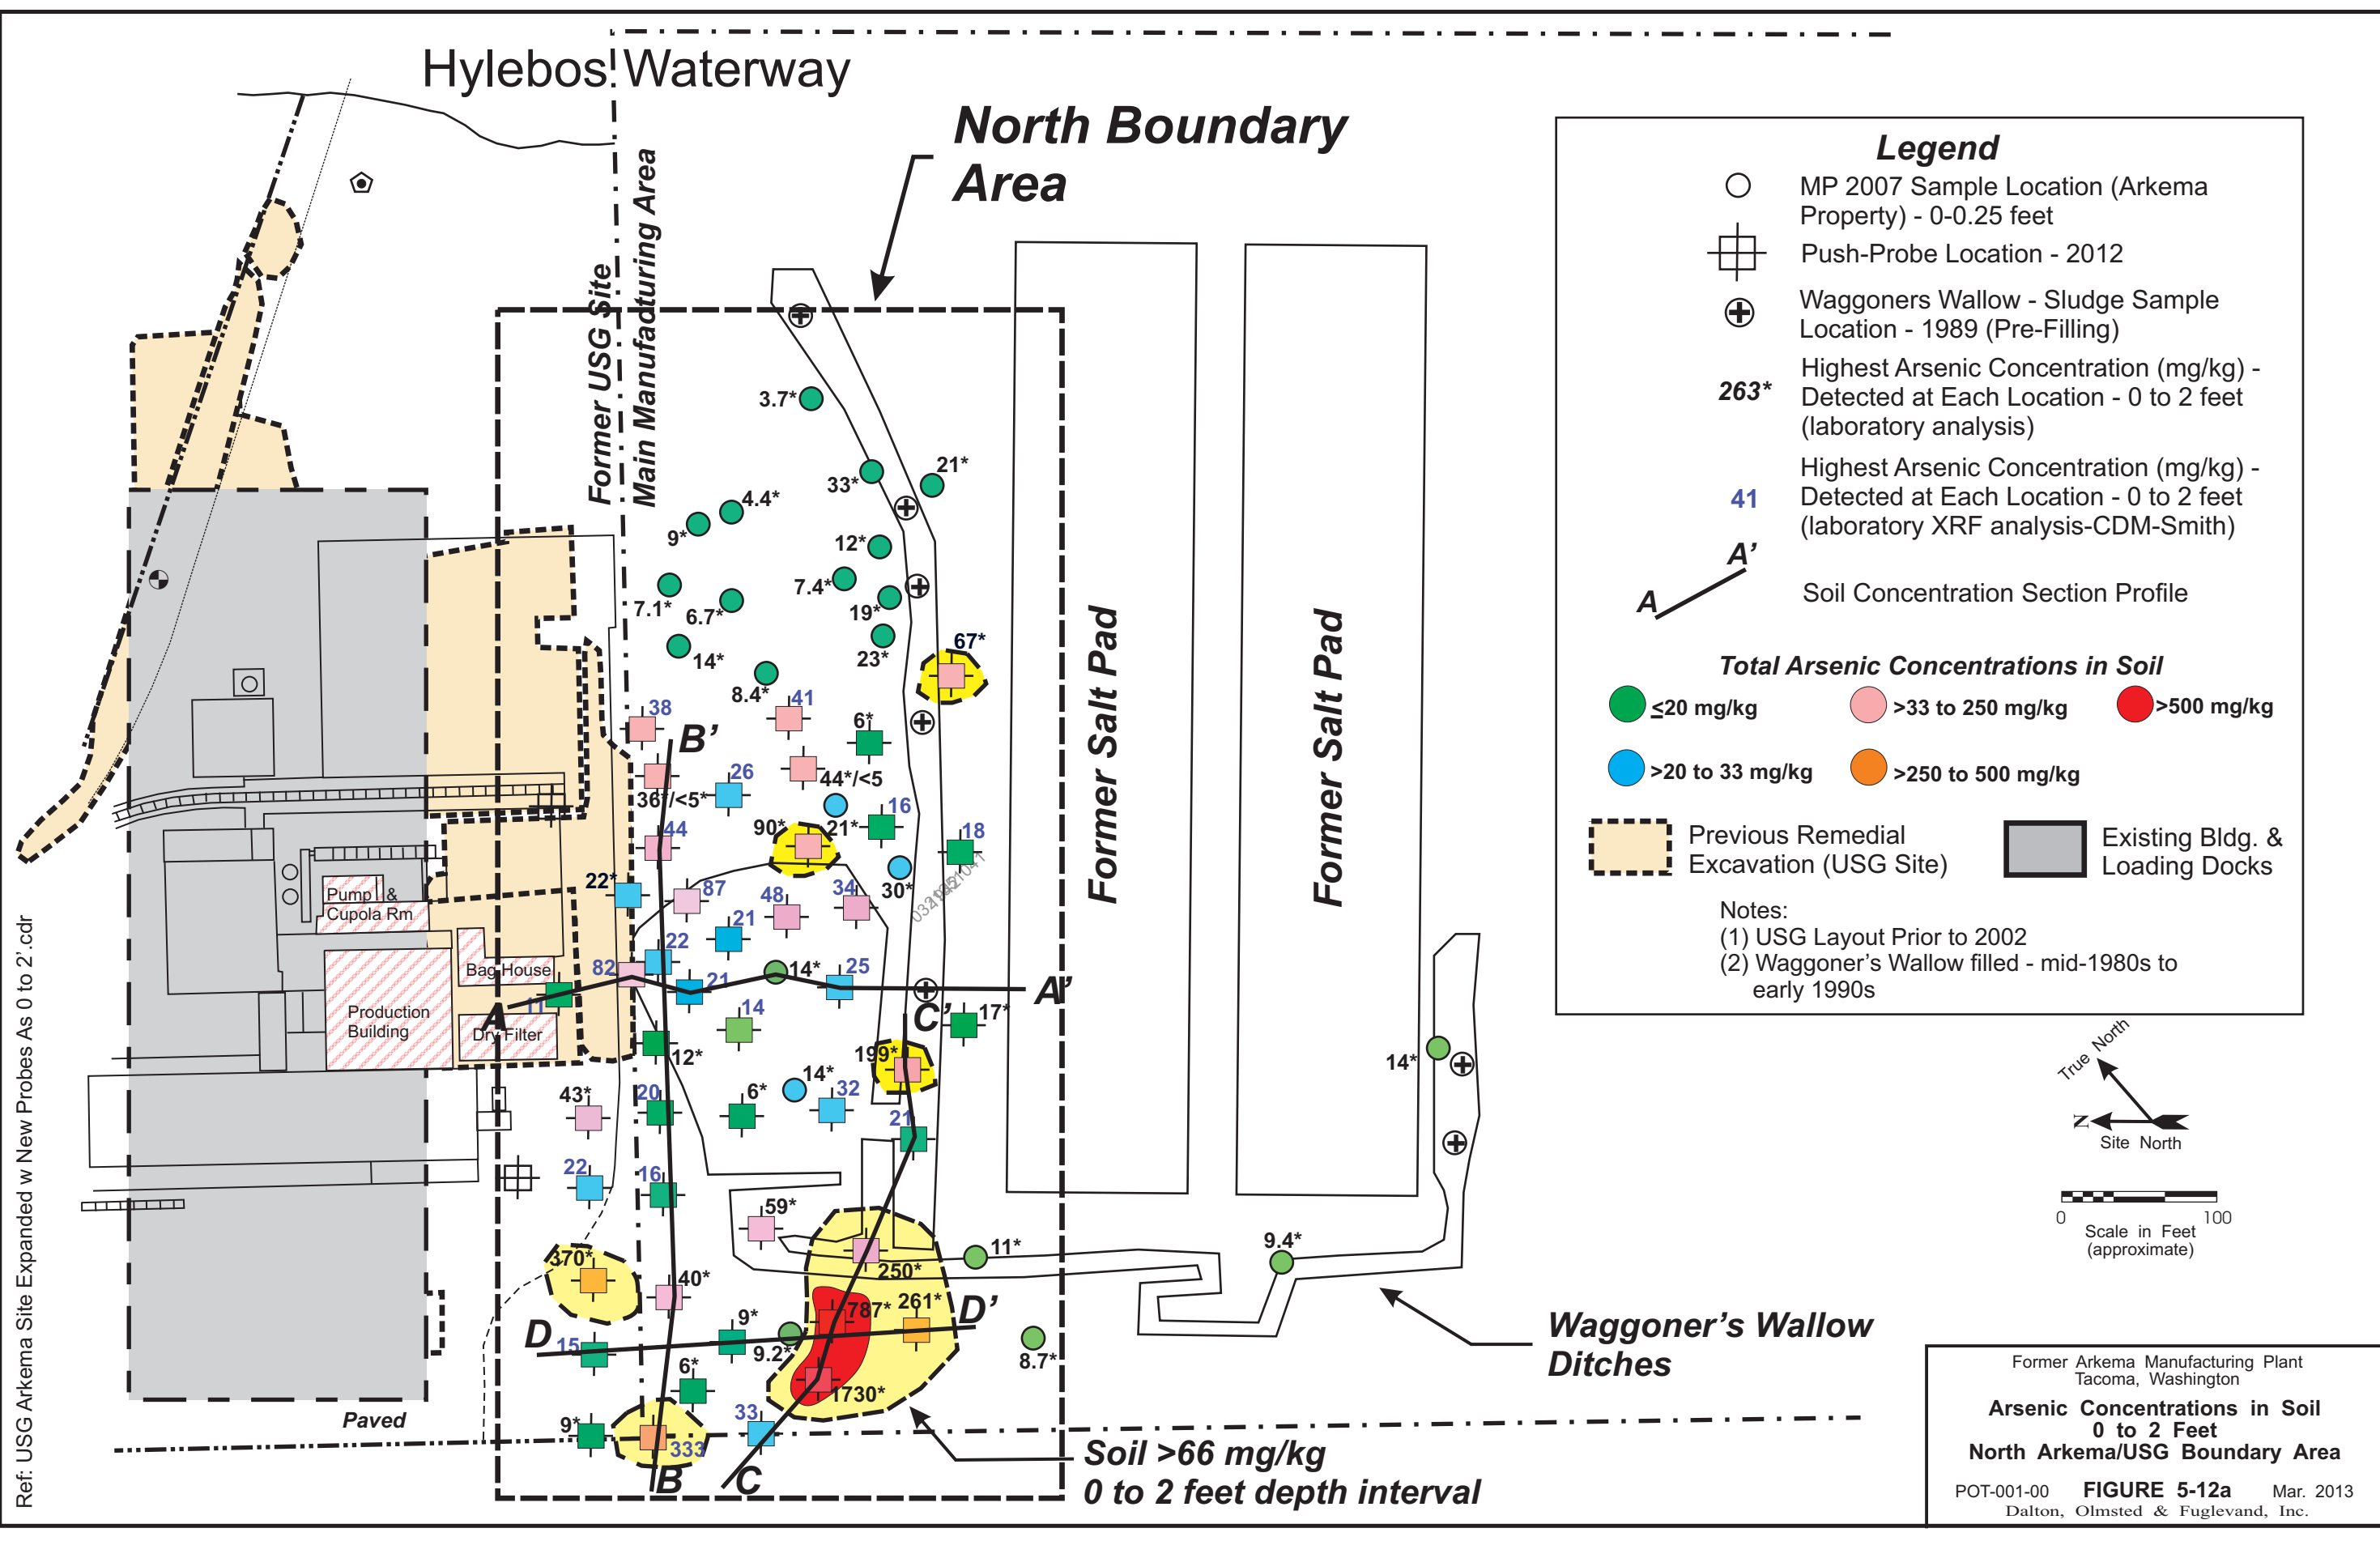 Hylebos Waterway
North Boundary
Area
Former USG Site
Main Manufacturing Area
Legend
MP 2007 Sample Location (Arkema
Property) - 0-0.25 feet
Push-Probe Location - 2012
Waggoners Wallow - Sludge Sample
Location - 1989 (Pre-Filling)
263*
Highest Arsenic Concentration (mg/kg) -
Detected at Each Location - 0 to 2 feet
(laboratory analysis)
41
Highest Arsenic Concentration (mg/kg) -
Detected at Each Location - 0 to 2 feet
(laboratory XRF analysis-CDM-Smith)
A'
A
Soil Concentration Section Profile
Total Arsenic Concentrations in Soil
≤20 mg/kg
>33 to 250 mg/kg
>500 mg/kg
>20 to 33 mg/kg
>250 to 500 mg/kg
Previous Remedial
Excavation (USG Site)
Existing Bldg. &
Loading Docks
Notes:
(1) USG Layout Prior to 2002
(2) Waggoner's Wallow filled - mid-1980s to
early 1990s
3.7*
33*
21*
4.4*
9*
12*
7.4*
7.1*
6.7*
19*
14*
23*
67*
8.4*
38
41
6*
B'
26
44*/<5
36*/<5*
16
44
90*
21*
18
22*
87
48
34
30*
21
22
82
21
14*
25
A'
11
A
14
C'
17*
12*
199*
43*
20
6*
14*
32
21
22
16
59*
370*
250*
11*
9.4*
14*
40*
787*
261*
D'
D
15
9*
9.2*
8.7*
6*
1730*
9*
333
33
B
C
Former Salt Pad
Former Salt Pad
Pump &
Cupola Rm
Bag House
Production
Building
Dry Filter
Paved
Waggoner's Wallow
Ditches
Soil >66 mg/kg
0 to 2 feet depth interval
True North
N
Site North
0
100
Scale in Feet
(approximate)
Ref: USG Arkema Site Expanded w New Probes As 0 to 2'.cdr
Former Arkema Manufacturing Plant
Tacoma, Washington
Arsenic Concentrations in Soil
0 to 2 Feet
North Arkema/USG Boundary Area
POT-001-00 FIGURE 5-12a Mar. 2013
Dalton, Olmsted & Fuglevand, Inc.